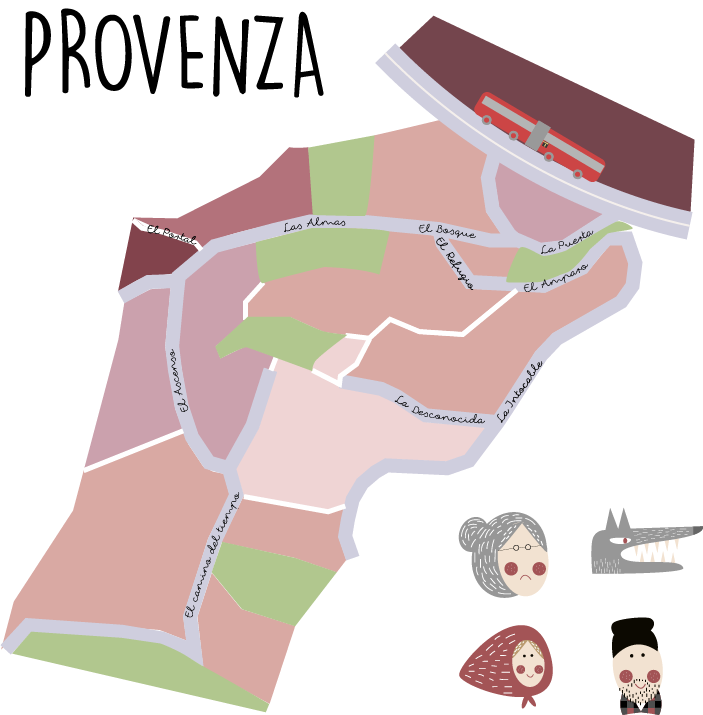 PROVENZA
El Portal
Las Almas
El Bosque
La Puerta
El Refugio
El Amparo
El Ascenso
La Desconocida
La Intocable
El camino del tiempo